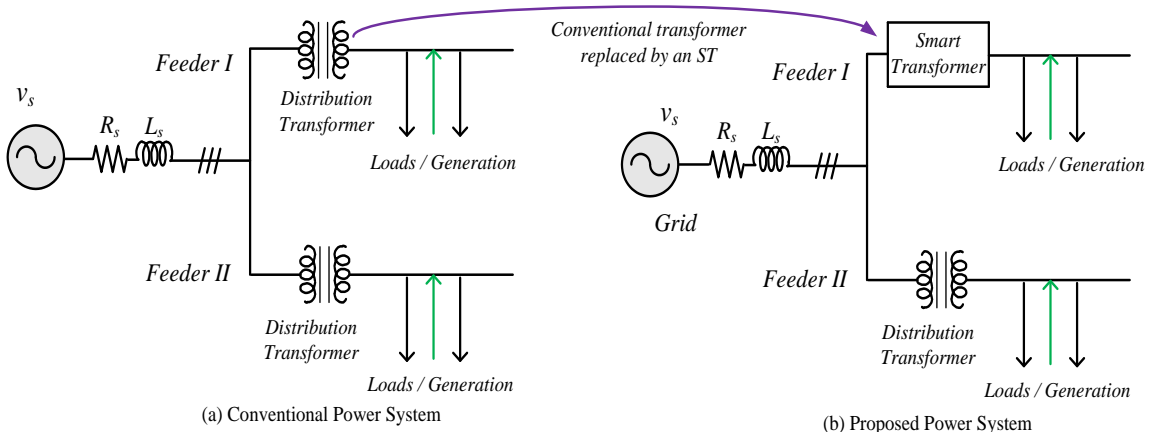 Feeder I
Distribution
Transformer
Loads / Generation
v_s
R_s
L_s
Feeder II
Distribution
Transformer
Loads / Generation
(a) Conventional Power System
Conventional transformer
replaced by an ST
Feeder I
Smart
Transformer
Loads / Generation
v_s
R_s
L_s
Grid
Feeder II
Distribution
Transformer
Loads / Generation
(b) Proposed Power System